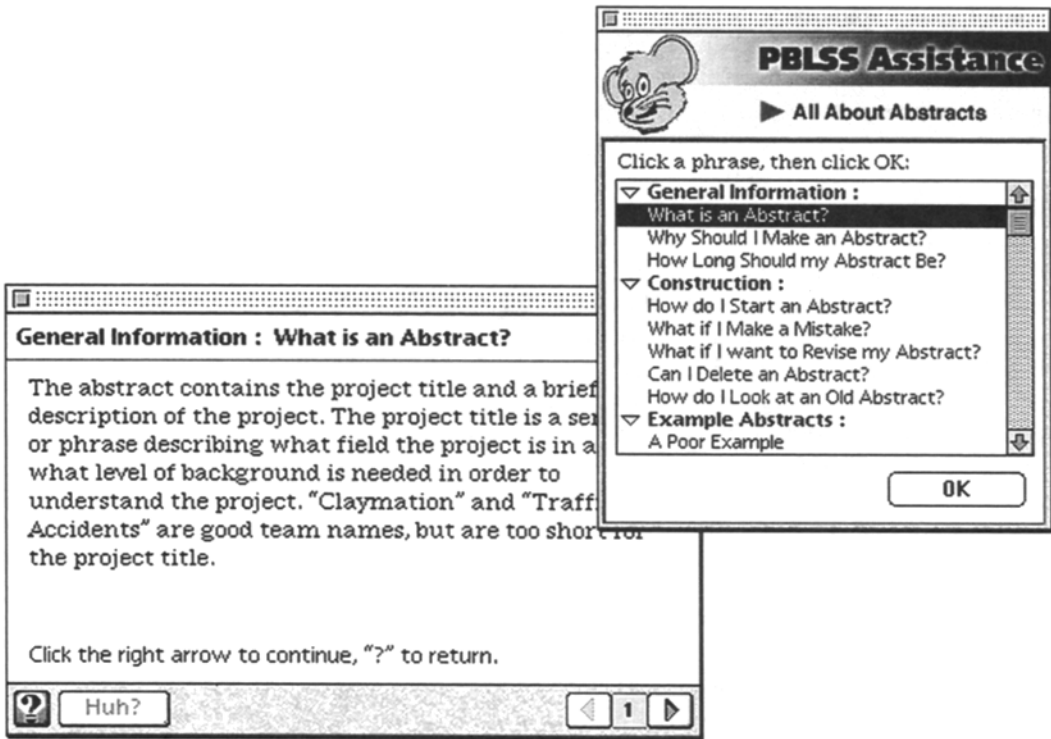 PBLSS Assistance
All About Abstracts
Click a phrase, then click OK:
General Information :
What is an Abstract?
Why Should I Make an Abstract?
How Long Should my Abstract Be?
Construction :
How do I Start an Abstract?
What if I Make a Mistake?
What if I want to Revise my Abstract?
Can I Delete an Abstract?
How do I Look at an Old Abstract?
Example Abstracts :
A Poor Example
OK
General Information : What is an Abstract?
The abstract contains the project title and a brief
description of the project. The project title is a
or phrase describing what field the project is in
what level of background is needed in order to
understand the project. “Claymation” and
Accidents” are good team names, but are too short for
the project title.
Click the right arrow to continue, “?” to return.
?
Huh?
1